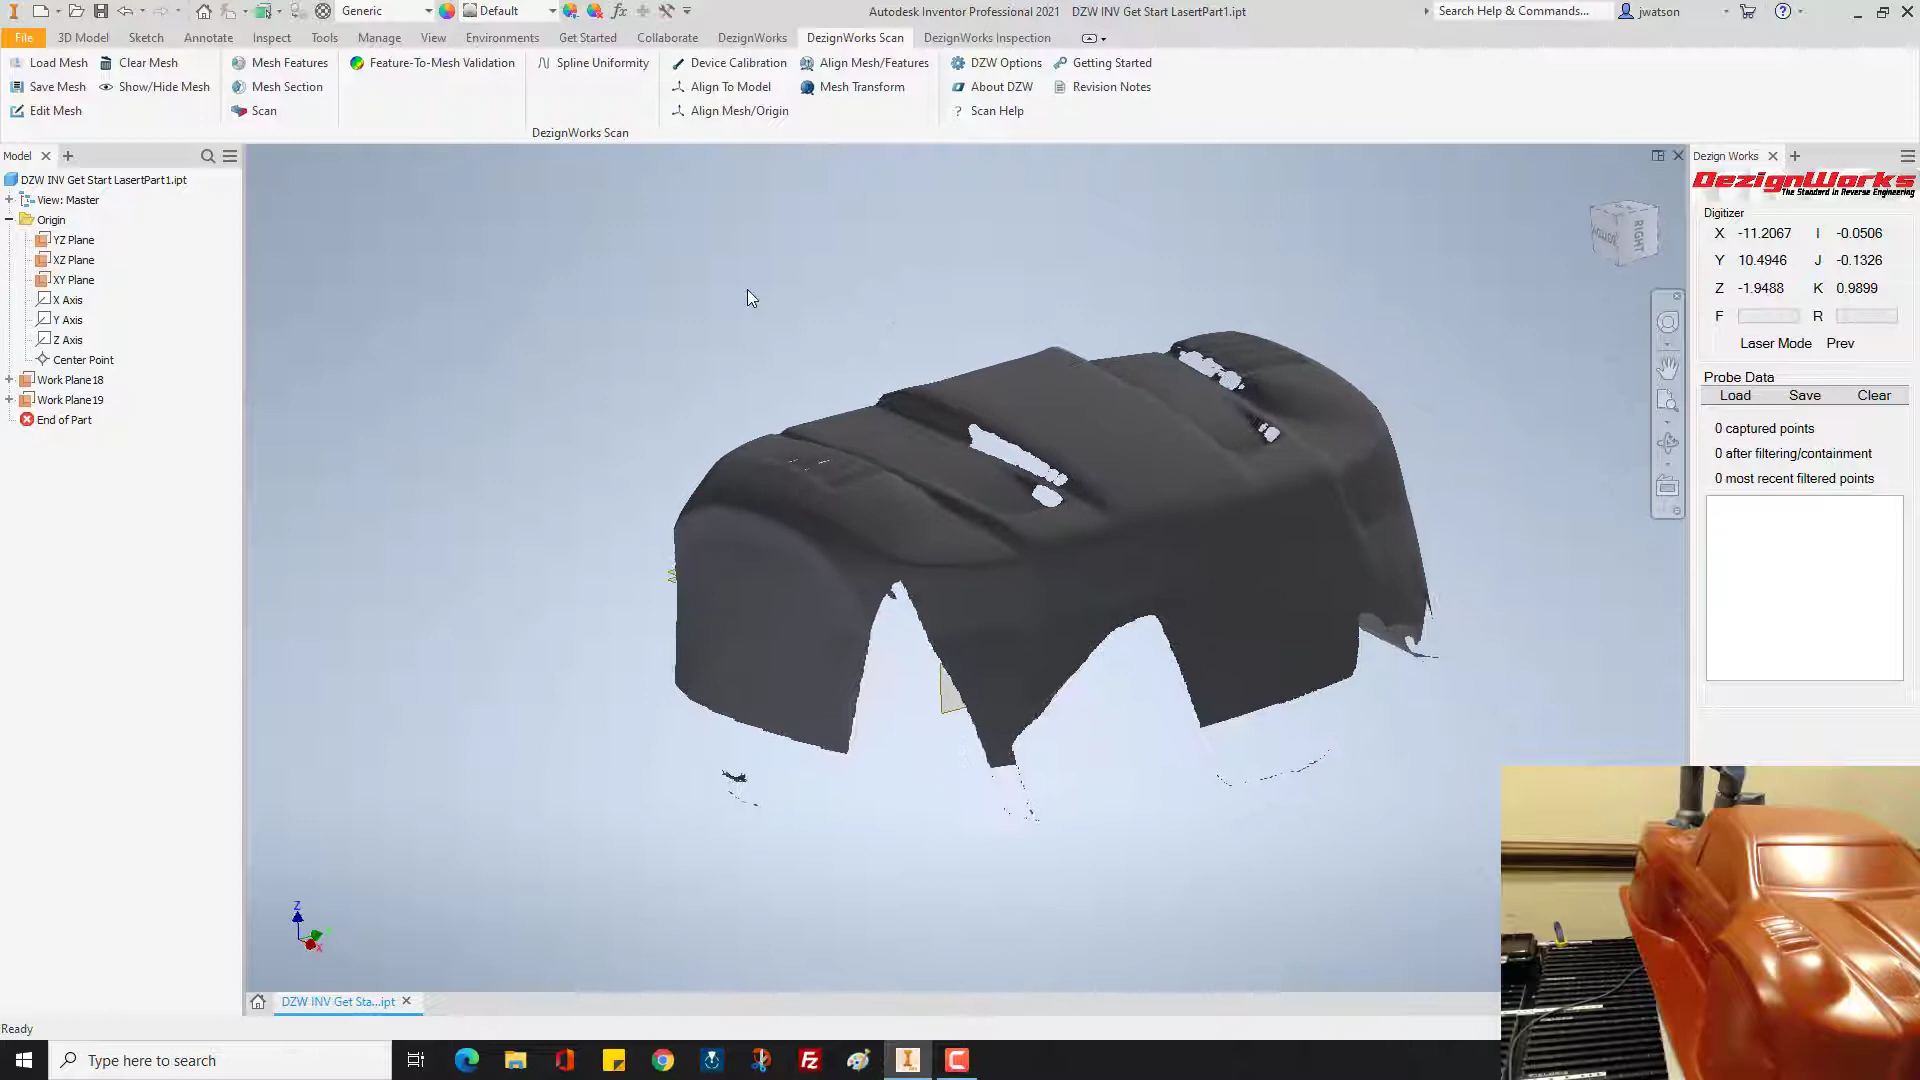 Generic
Default
Autodesk Inventor Professional 2021 DZW INV Get Start LasertPart1.ipt
Search Help & Commands...
jwatson
File 3D Model Sketch Annotate Inspect Tools Manage View Environments Get Started Collaborate DezignWorks DezignWorks Scan DezignWorks Inspection
Load Mesh Clear Mesh Mesh Features Feature-To-Mesh Validation Spline Uniformity Device Calibration Align Mesh/Features DZW Options Getting Started
Save Mesh Show/Hide Mesh Mesh Section Align To Model Mesh Transform About DZW Revision Notes
Edit Mesh Scan Align Mesh/Origin Scan Help
DezignWorks Scan
Model
DZW INV Get Start LasertPart1.ipt
View: Master
Origin
YZ Plane
XZ Plane
XY Plane
X Axis
Y Axis
Z Axis
Center Point
Work Plane18
Work Plane19
End of Part
RIGHT
BOTTOM
Z
X
Dezign Works
DezignWorks
The Standard in Reverse Engineering
Digitizer
X -11.2067 I -0.0506
Y 10.4946 J -0.1326
Z -1.9488 K 0.9899
F R
Laser Mode Prev
Probe Data
Load Save Clear
0 captured points
0 after filtering/containment
0 most recent filtered points
DZW INV Get Sta...ipt
Ready
Type here to search